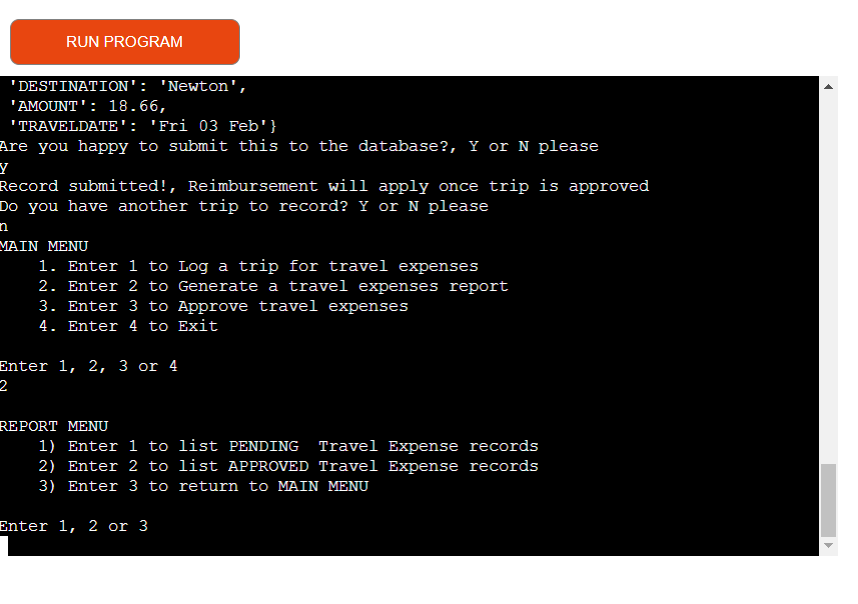 RUN PROGRAM
'DESTINATION': 'Newton',
'AMOUNT': 18.66,
'TRAVELDATE': 'Fri 03 Feb'}
Are you happy to submit this to the database?, Y or N please
y
Record submitted!, Reimbursement will apply once trip is approved
Do you have another trip to record? Y or N please
n
MAIN MENU
1. Enter 1 to Log a trip for travel expenses
2. Enter 2 to Generate a travel expenses report
3. Enter 3 to Approve travel expenses
4. Enter 4 to Exit
Enter 1, 2, 3 or 4
2
REPORT MENU
1) Enter 1 to list PENDING  Travel Expense records
2) Enter 2 to list APPROVED Travel Expense records
3) Enter 3 to return to MAIN MENU
Enter 1, 2 or 3